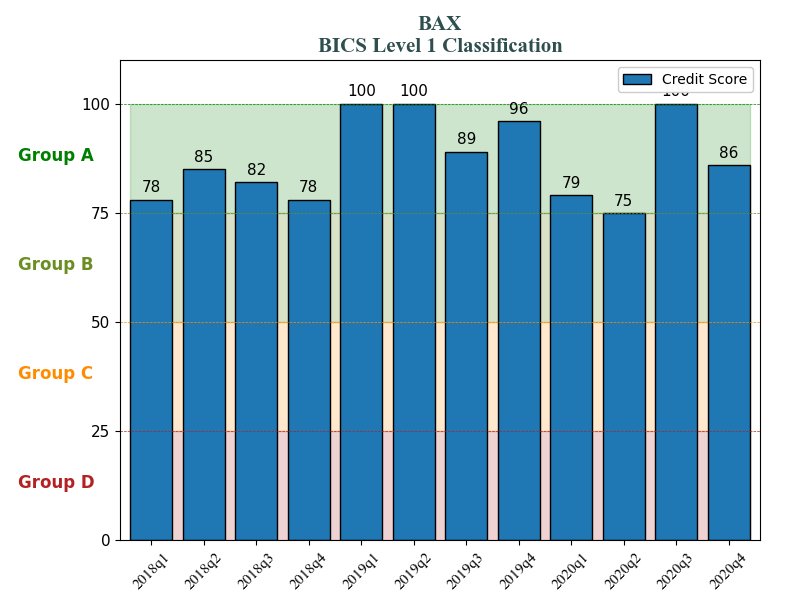 BAX
BICS Level 1 Classification
Credit Score
100
100
100
96
89
86
85
82
79
78
78
75
100
75
50
25
0
Group A
Group B
Group C
Group D
2018q1
2018q2
2018q3
2018q4
2019q1
2019q2
2019q3
2019q4
2020q1
2020q2
2020q3
2020q4